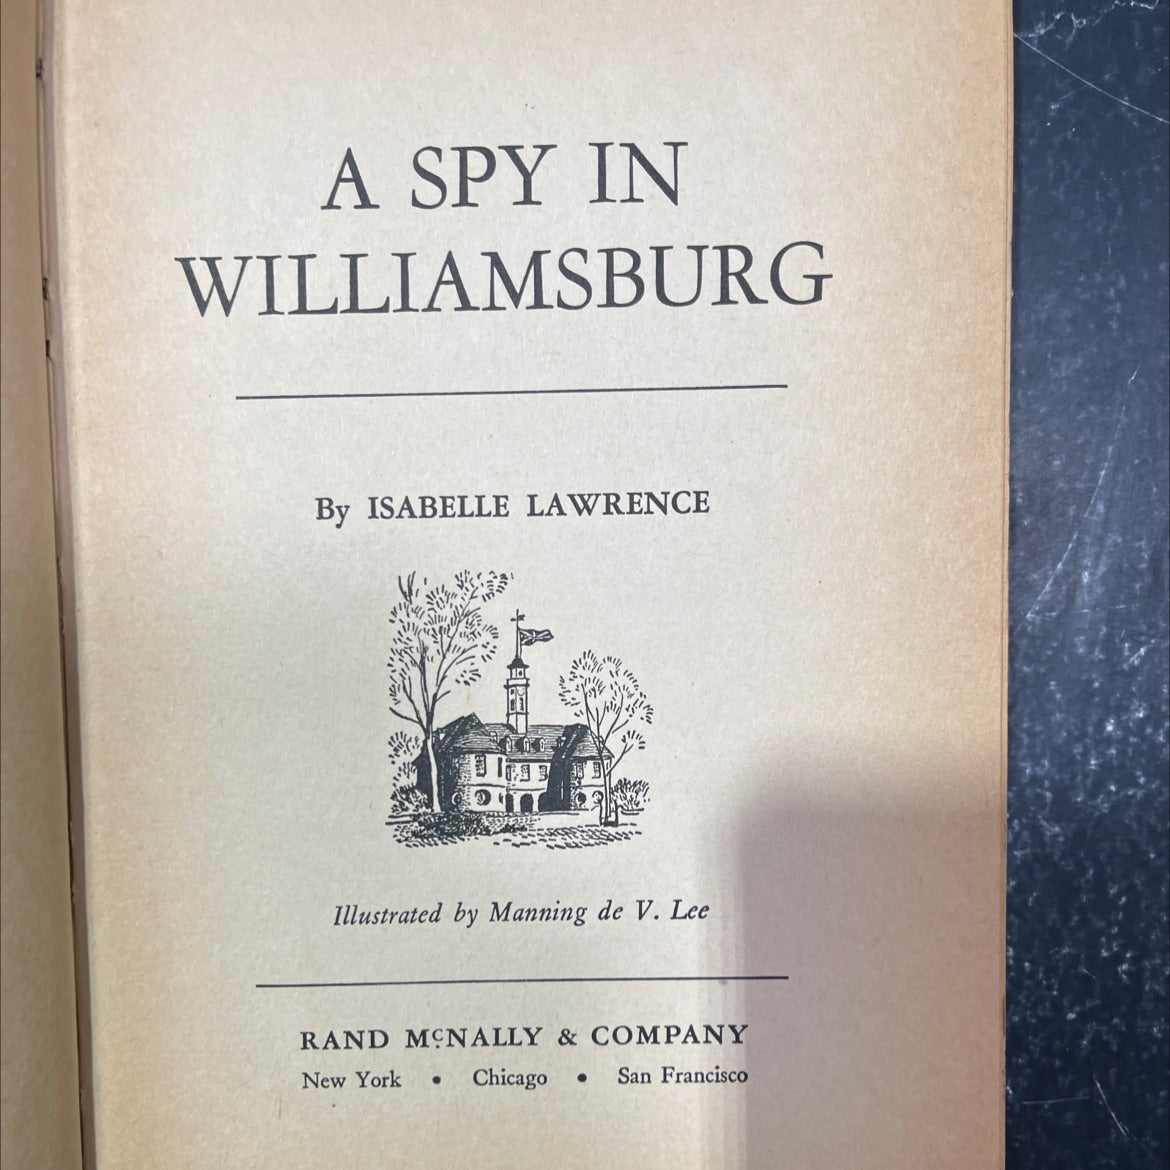 A SPY IN
WILLIAMSBURG
By ISABELLE LAWRENCE
Illustrated by Manning de V. Lee
RAND McNALLY & COMPANY
New York • Chicago • San Francisco